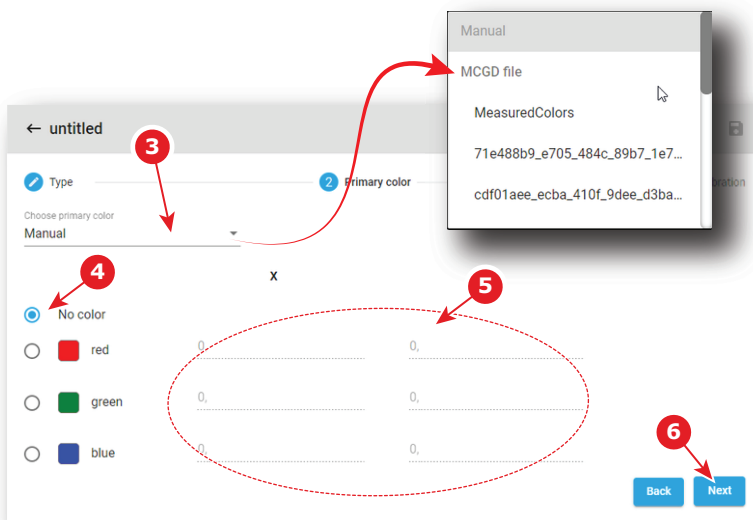 Manual
MCGD file
MeasuredColors
71e488b9_e705_484c_89b7_1e7...
cdf01aee_ecba_410f_9dee_d3ba...
← untitled
3
Type
2 Primary color
bration
Choose primary color
Manual
4
X
5
No color
red 0, 0,
green 0, 0,
blue 0, 0,
6
Back Next